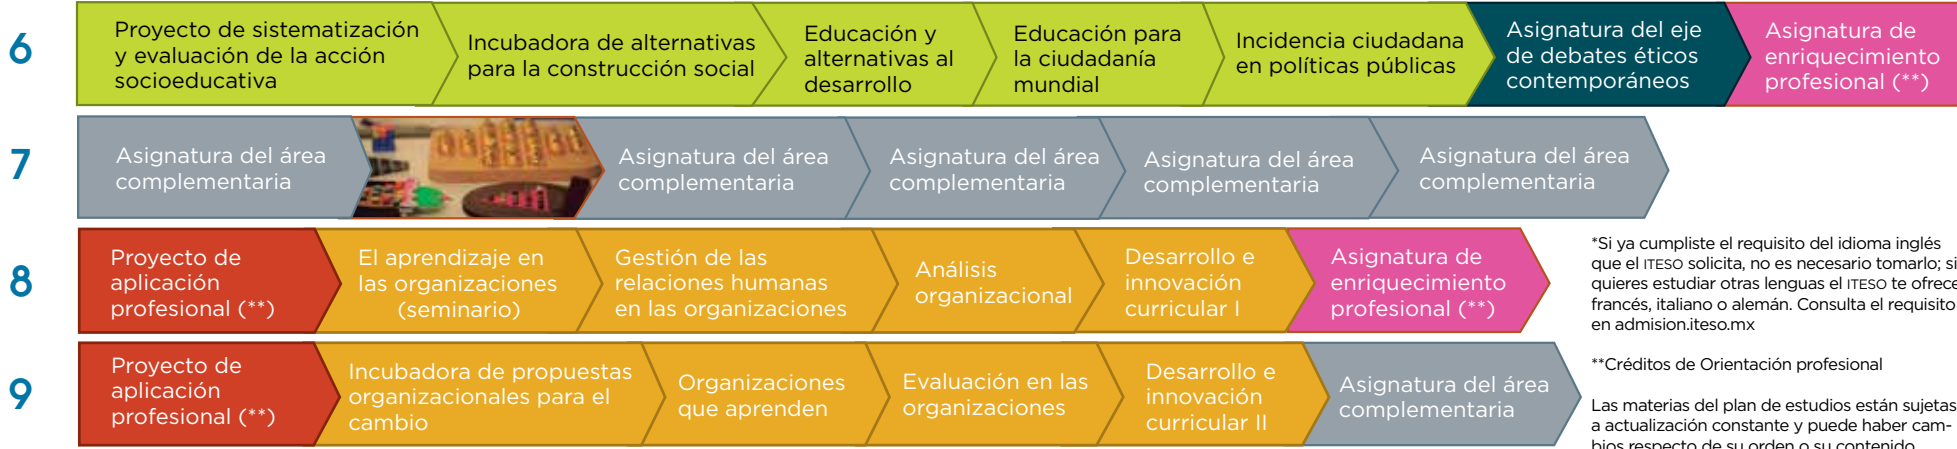 6
Proyecto de sistematización
y evaluación de la acción
socioeducativa
Incubadora de alternativas
para la construcción social
Educación y
alternativas al
desarrollo
Educación para
la ciudadanía
mundial
Incidencia ciudadana
en políticas públicas
Asignatura del eje
de debates éticos
contemporáneos
Asignatura de
enriquecimiento
profesional (**)
7
Asignatura del área
complementaria
Asignatura del área
complementaria
Asignatura del área
complementaria
Asignatura del área
complementaria
Asignatura del área
complementaria
8
Proyecto de
aplicación
profesional (**)
El aprendizaje en
las organizaciones
(seminario)
Gestión de las
relaciones humanas
en las organizaciones
Análisis
organizacional
Desarrollo e
innovación
curricular I
Asignatura de
enriquecimiento
profesional (**)
9
Proyecto de
aplicación
profesional (**)
Incubadora de propuestas
organizacionales para el
cambio
Organizaciones
que aprenden
Evaluación en las
organizaciones
Desarrollo e
innovación
curricular II
Asignatura del área
complementaria
*Si ya cumpliste el requisito del idioma inglés
que el ITESO solicita, no es necesario tomarlo; si
quieres estudiar otras lenguas el ITESO te ofrece
francés, italiano o alemán. Consulta el requisito
en admision.iteso.mx
**Créditos de Orientación profesional
Las materias del plan de estudios están sujetas
a actualización constante y puede haber cam-
bios respecto de su orden o su contenido